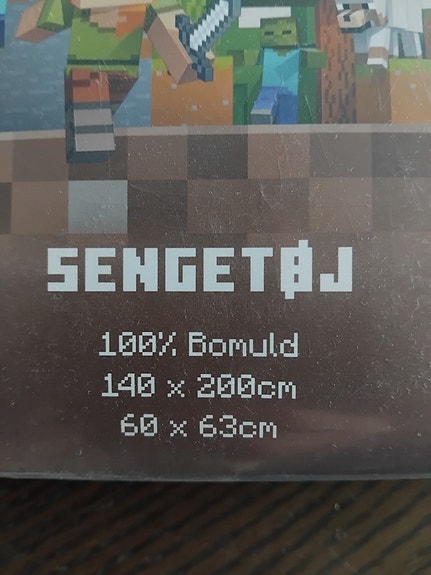 SENGETØJ
100% Bomuld
140 x 200cm
60 x 63cm